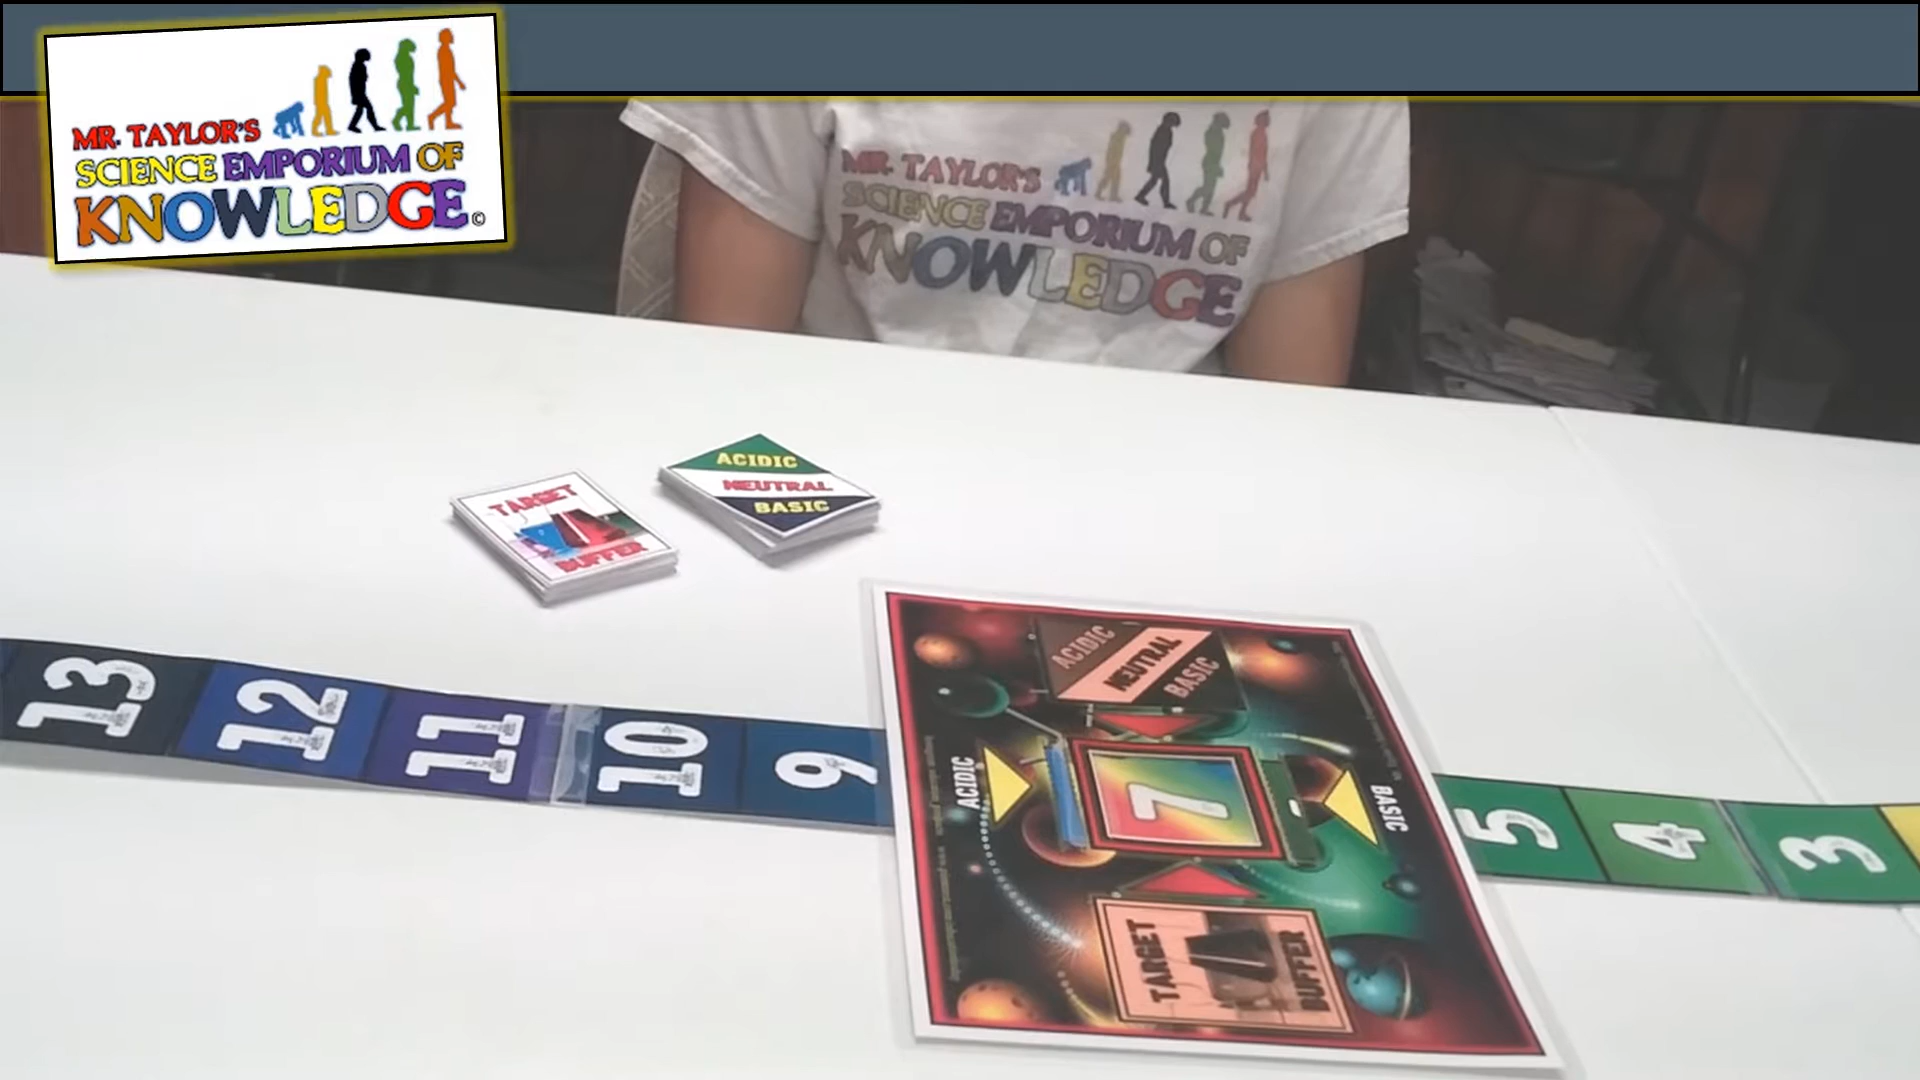 MR. TAYLOR'S
SCIENCE EMPORIUM OF
KNOWLEDGE ©
MR. TAYLOR'S
SCIENCE EMPORIUM OF
KNOWLEDGE
TARGET
BUFFER
ACIDIC
NEUTRAL
BASIC
13
12
11
10
9
ACIDIC
NEUTRAL
BASIC
ACIDIC
7
BASIC
TARGET
BUFFER
5
4
3